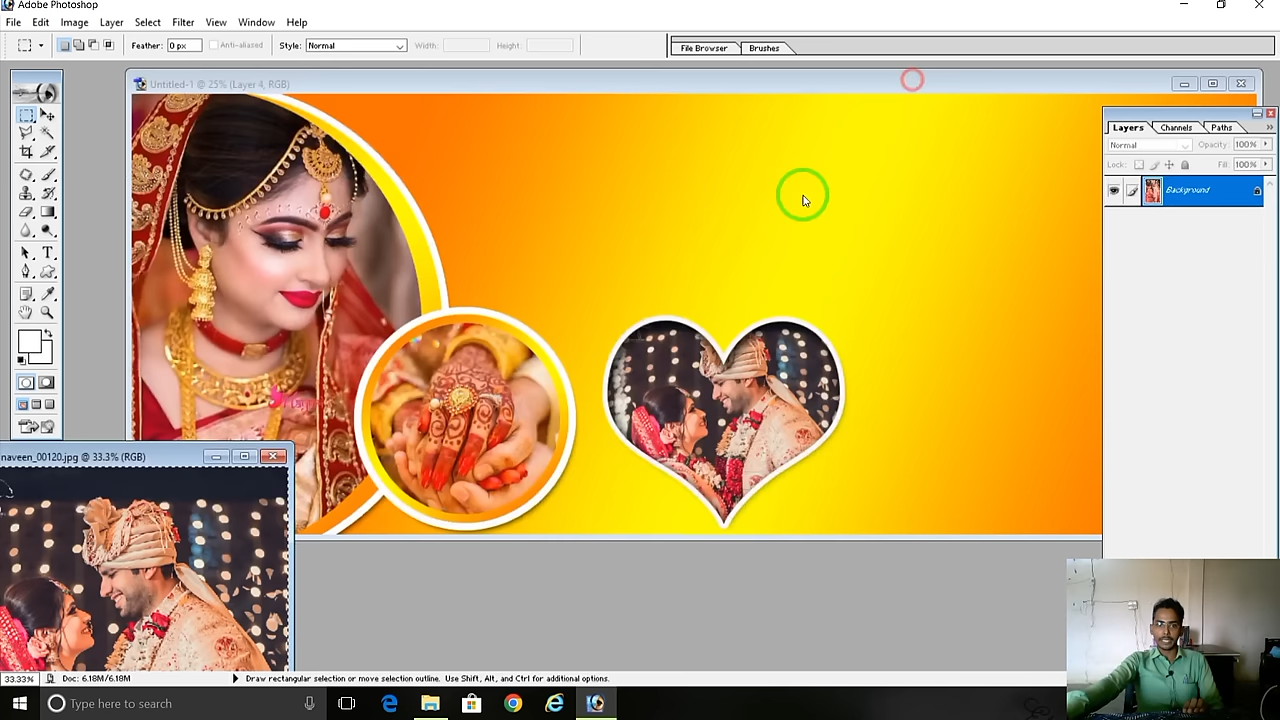 Adobe Photoshop
File Edit Image Layer Select Filter View Window Help
Feather: 0 px Anti-aliased Style: Normal Width: Height: File Browser Brushes
Untitled-1 @ 25% (Layer 4, RGB)
Layers Channels Paths
Normal Opacity: 100%
Lock: Fill: 100%
Background
naveen_00120.jpg @ 33.3% (RGB)
33.33% Doc: 6.18M/6.18M Draw rectangular selection or move selection outline. Use Shift, Alt, and Ctrl for additional options.
Type here to search